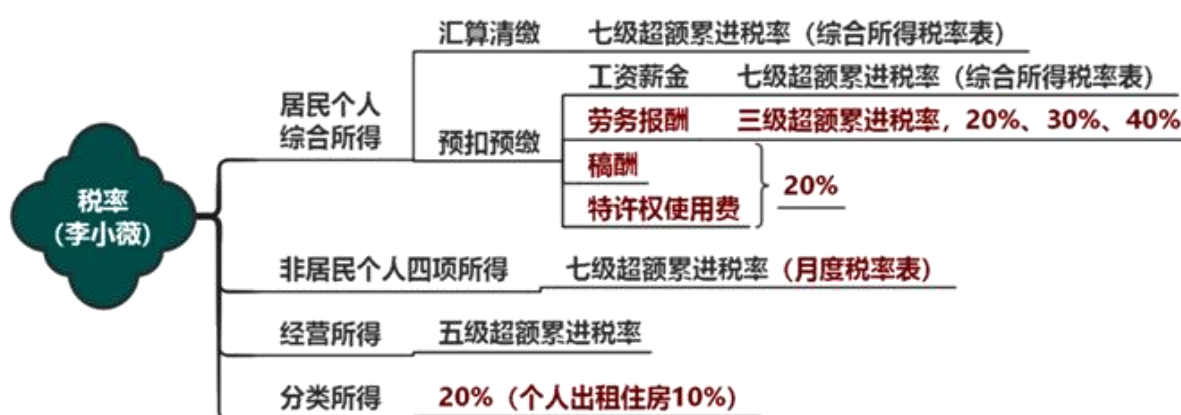 汇算清缴 七级超额累进税率（综合所得税率表）
工资薪金 七级超额累进税率（综合所得税率表）
居民个人
综合所得
劳务报酬 三级超额累进税率，20%、30%、40%
预扣预缴
稿酬
20%
特许权使用费
税率
（李小薇）
非居民个人四项所得 七级超额累进税率（月度税率表）
经营所得 五级超额累进税率
分类所得 20%（个人出租住房10%）